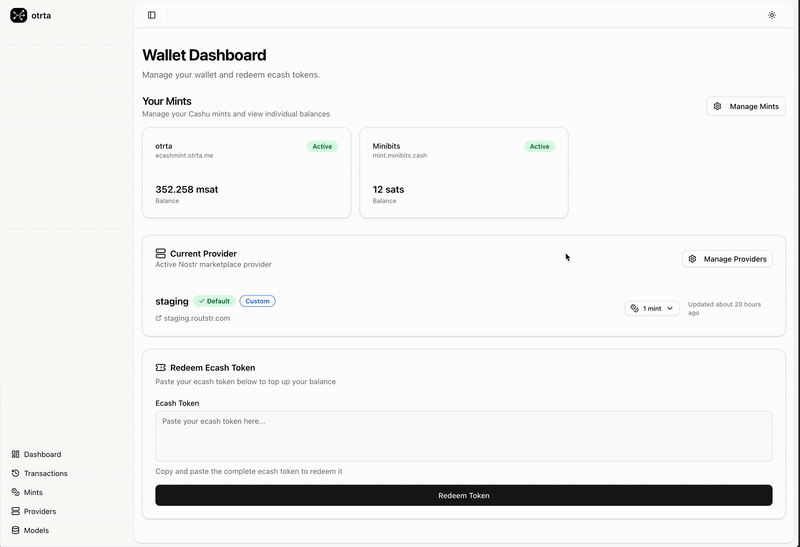 otrta
Wallet Dashboard
Manage your wallet and redeem ecash tokens.
Your Mints
Manage your Cashu mints and view individual balances
Manage Mints
otrta
Active
ecashmint.otrta.me
352.258 msat
Balance
Minibits
Active
mint.minibits.cash
12 sats
Balance
Current Provider
Active Nostr marketplace provider
Manage Providers
staging
Default
Custom
staging.routstr.com
1 mint
Updated about 20 hours
ago
Redeem Ecash Token
Paste your ecash token below to top up your balance
Ecash Token
Paste your ecash token here...
Copy and paste the complete ecash token to redeem it
Redeem Token
Dashboard
Transactions
Mints
Providers
Models